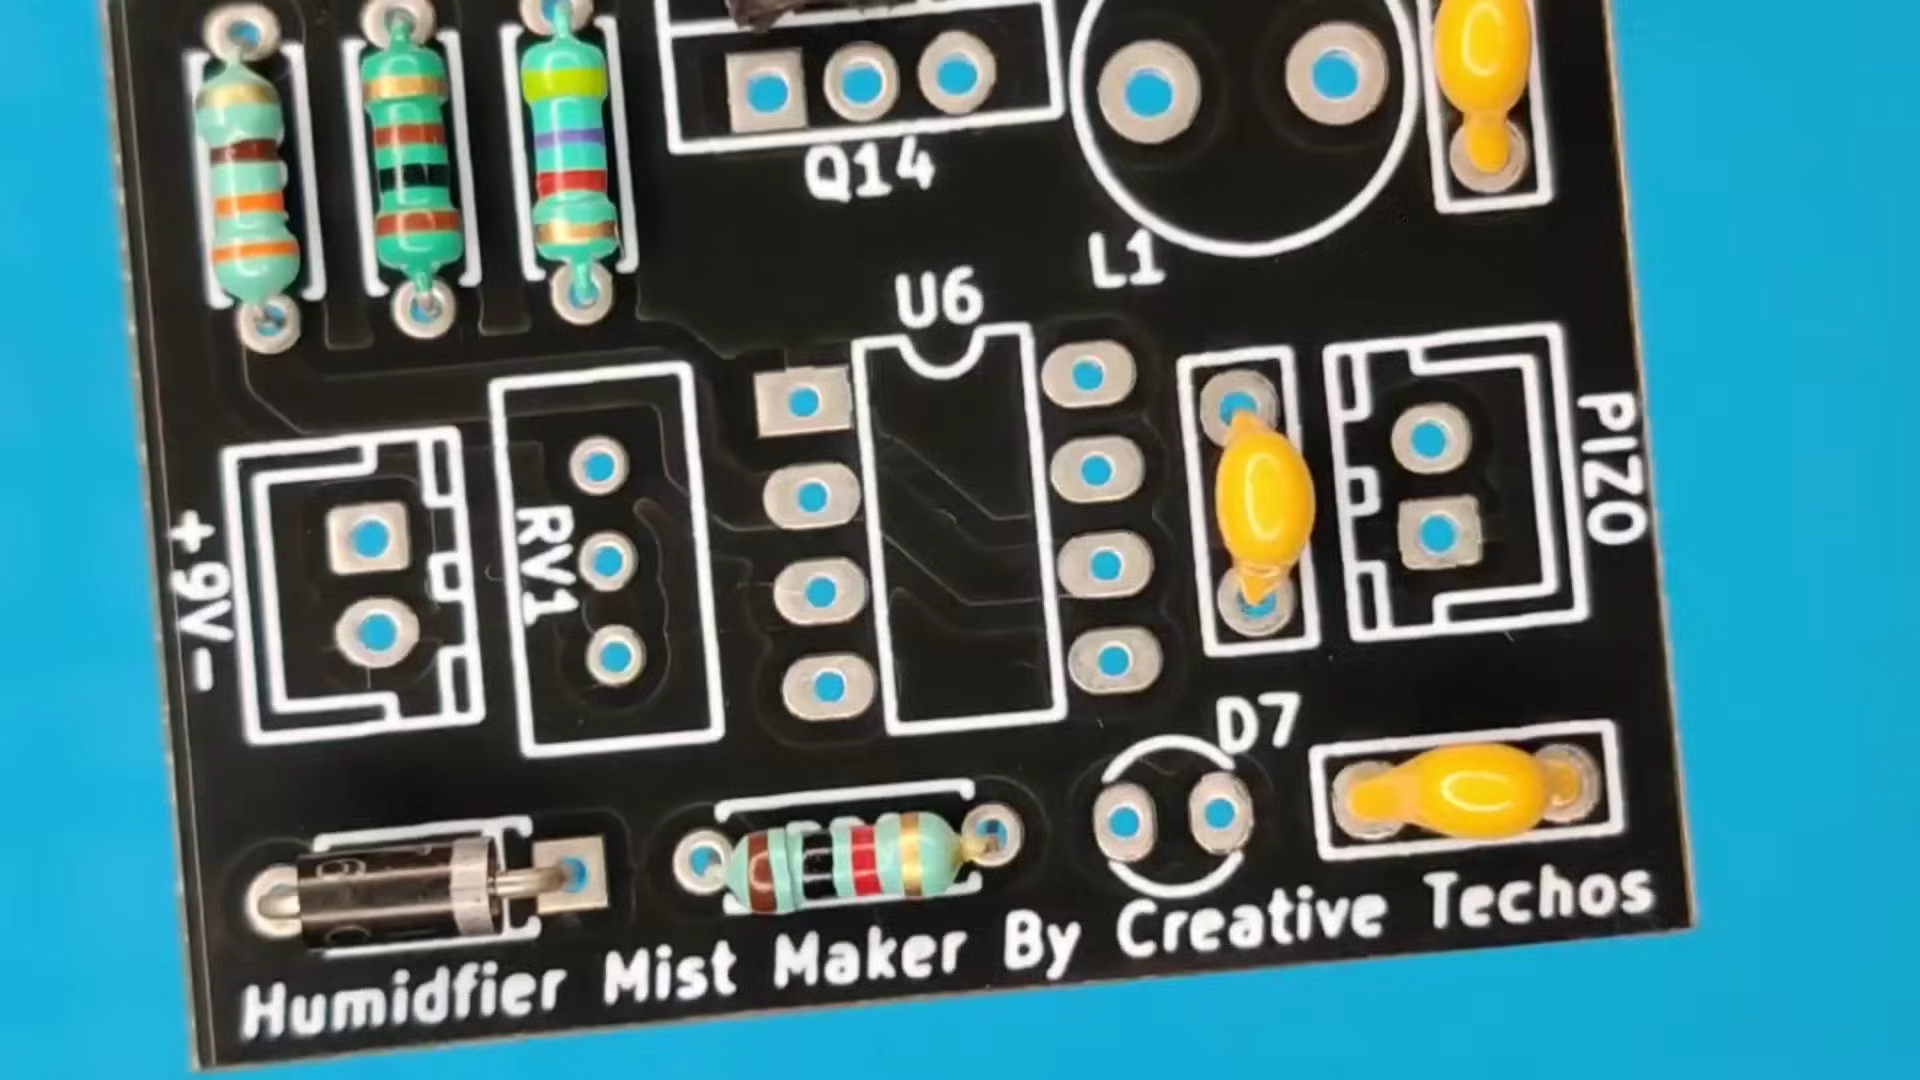 Q14
L1
U6
PIZO
RV1
+9V-
D7
Humidfier Mist Maker By Creative Techos